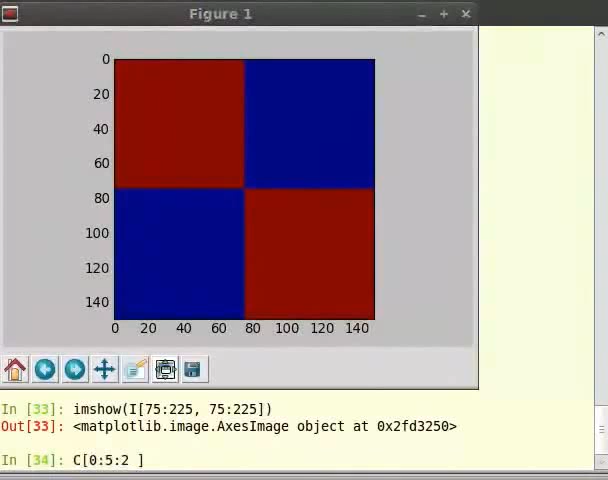 Figure 1
0
20
40
60
80
100
120
140
0 20 40 60 80 100 120 140
In [33]: imshow(I[75:225, 75:225])
Out[33]: <matplotlib.image.AxesImage object at 0x2fd3250>
In [34]: C[0:5:2 ]